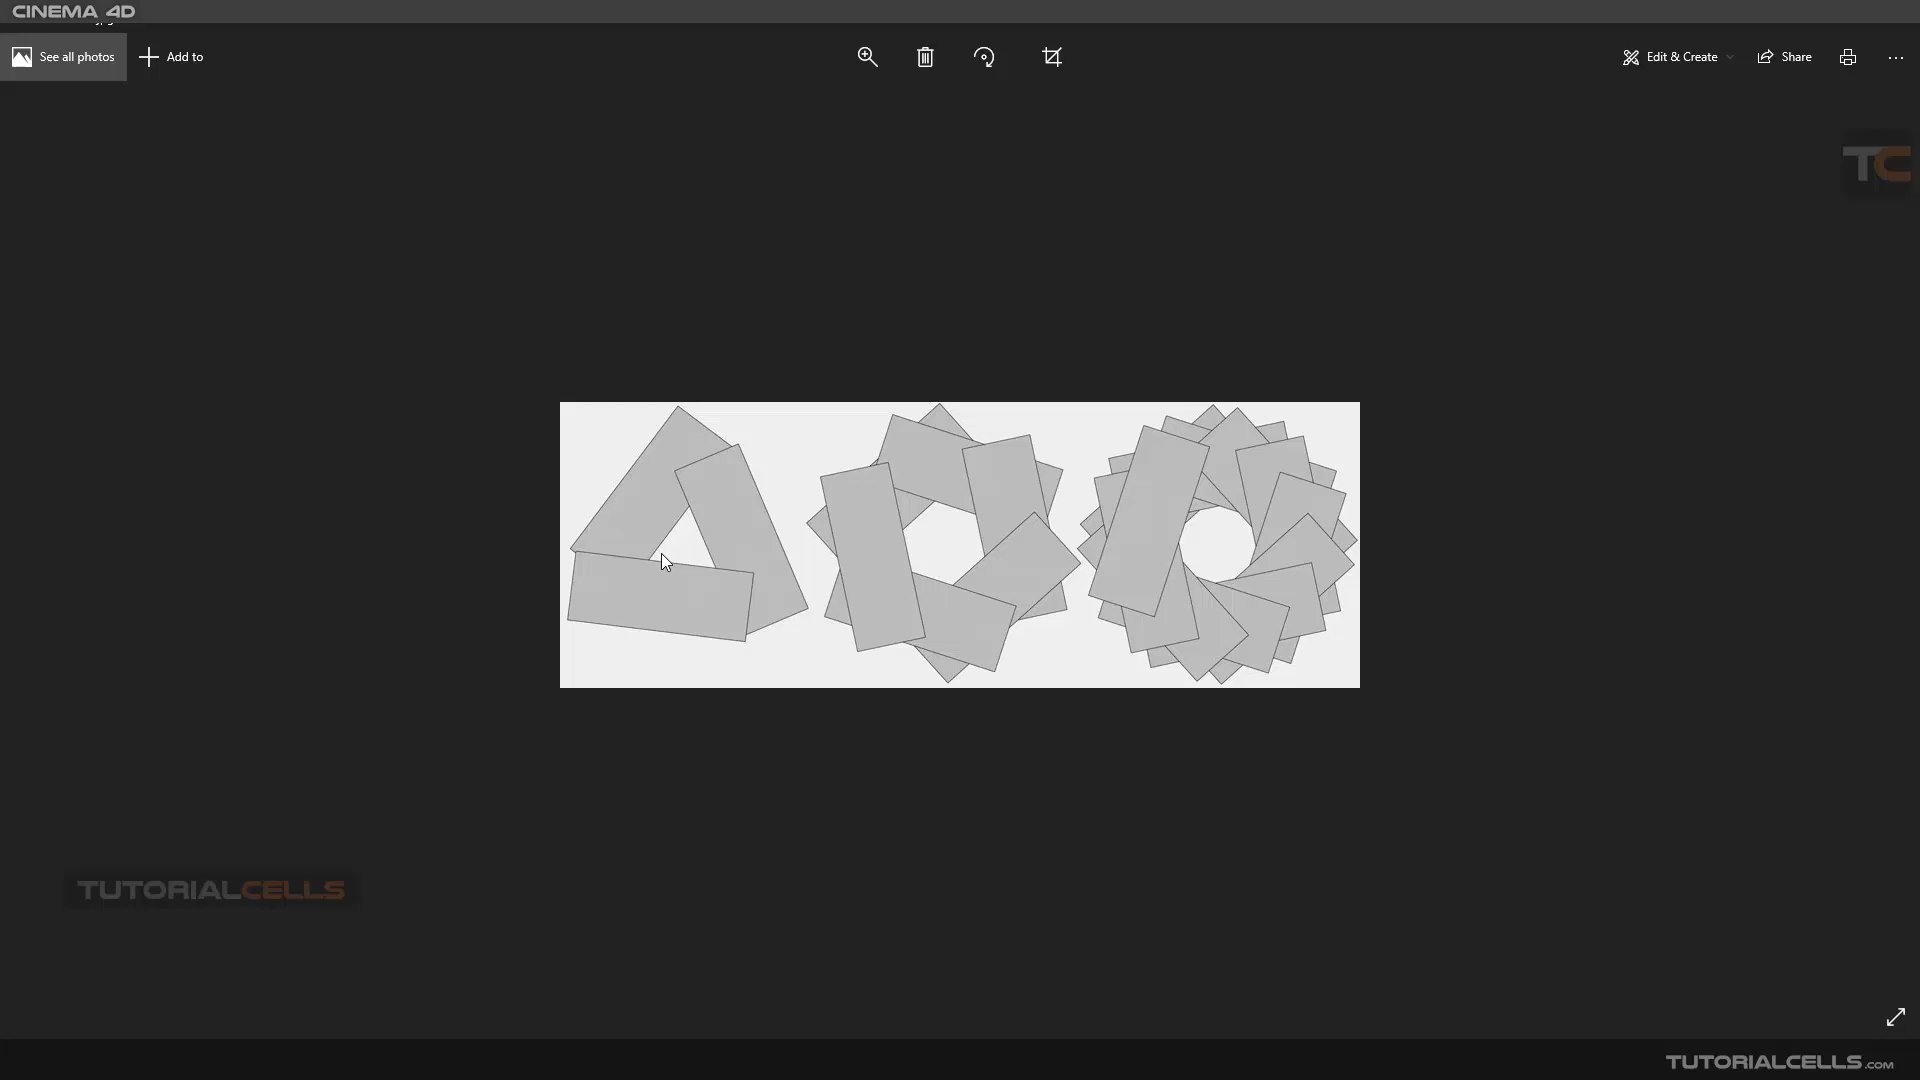 CINEMA 4D
See all photos
Add to
Edit & Create
Share
TC
TUTORIALCELLS
TUTORIALCELLS.COM